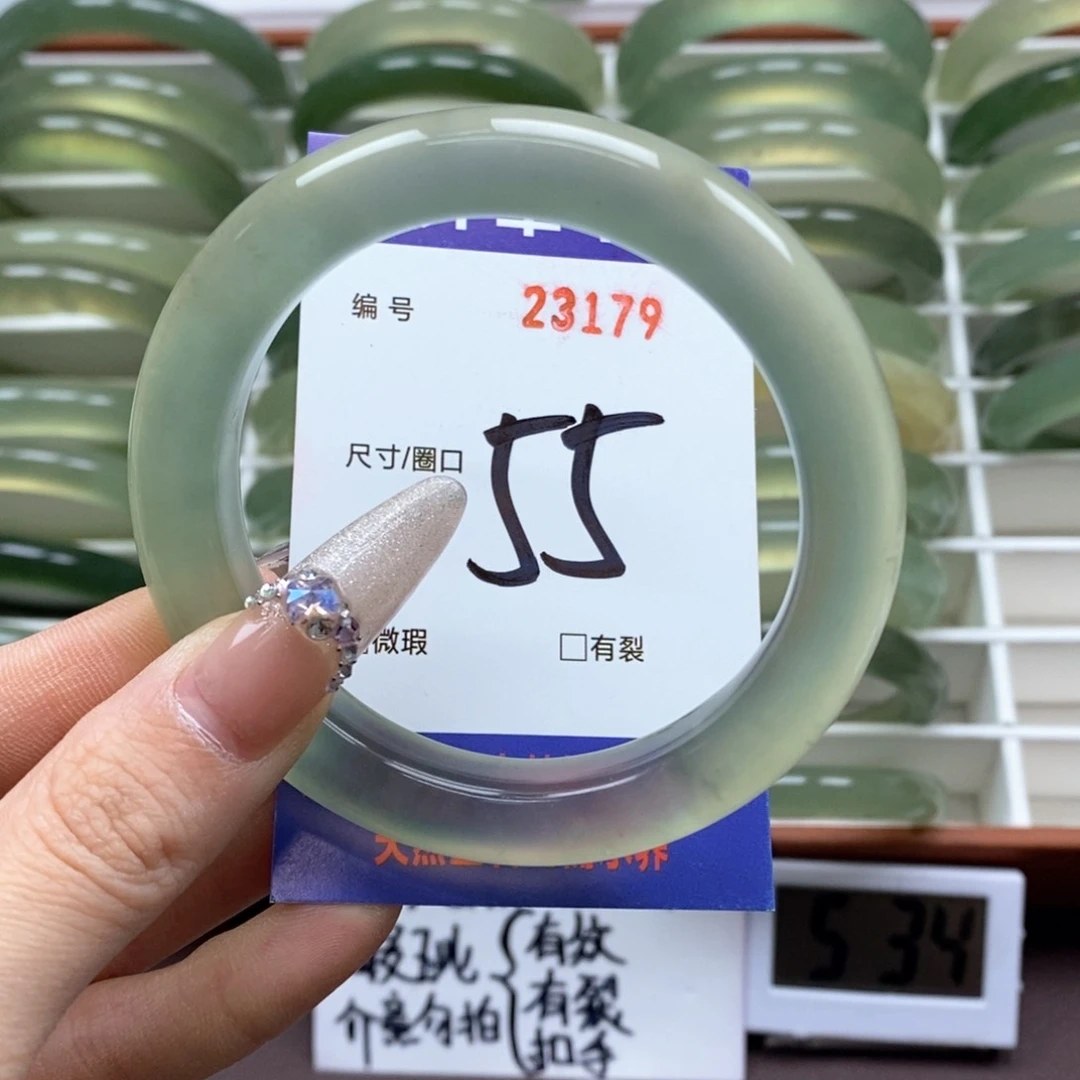 编号 23179
尺寸/圈口 55
微瑕 □有裂
有纹
介意勿拍 有裂
扣手
5 34